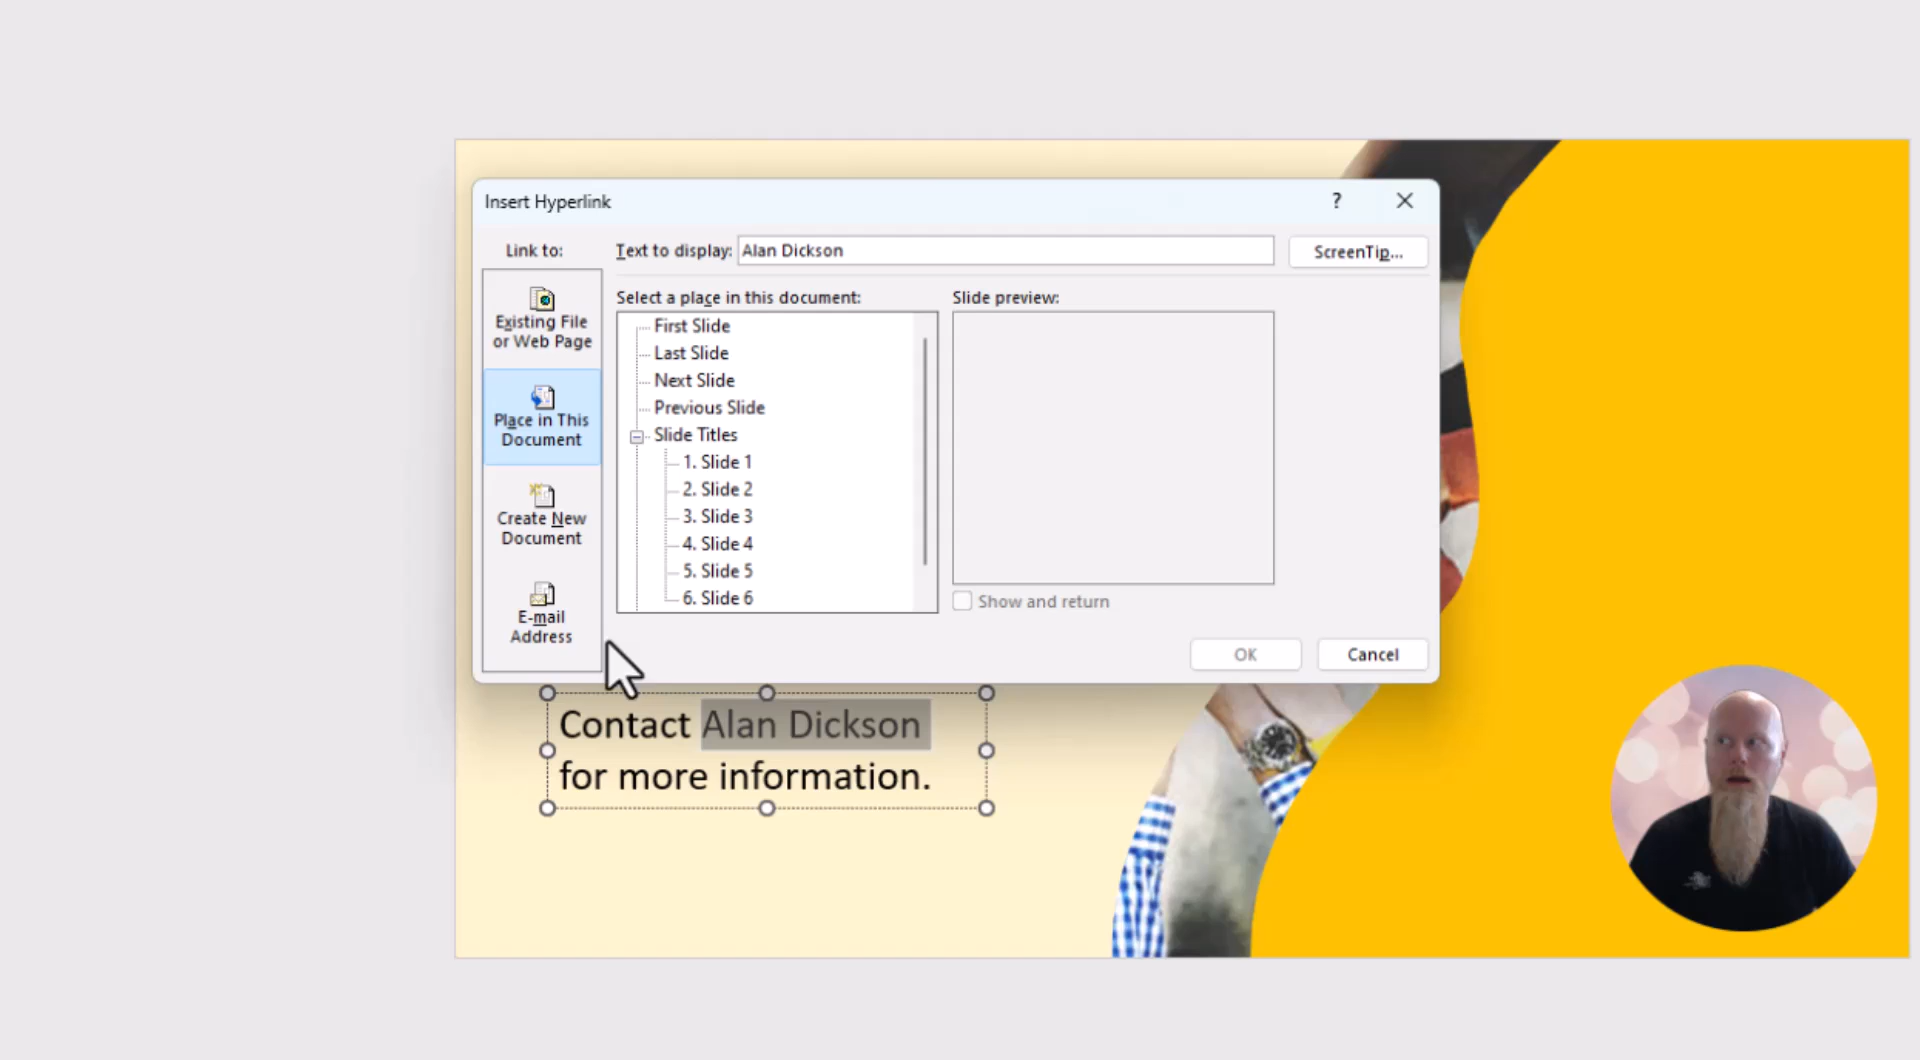 Insert Hyperlink
?
Link to:
Text to display: Alan Dickson
ScreenTip...
Existing File
or Web Page
Place in This
Document
Create New
Document
E-mail
Address
Select a place in this document:
First Slide
Last Slide
Next Slide
Previous Slide
Slide Titles
1. Slide 1
2. Slide 2
3. Slide 3
4. Slide 4
5. Slide 5
6. Slide 6
Slide preview:
Show and return
OK
Cancel
Contact Alan Dickson
for more information.